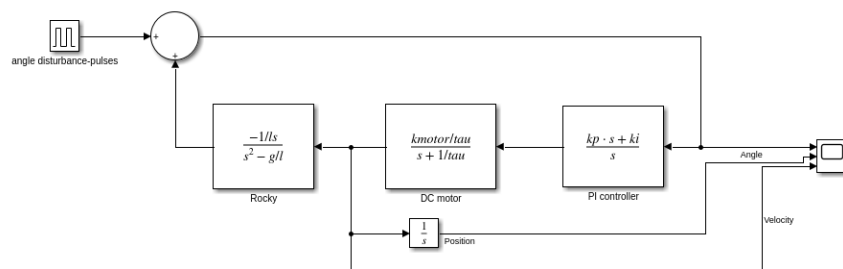 +
+
angle disturbance-pulses
-1/ls
s² − g/l
Rocky
kmotor/tau
s + 1/tau
DC motor
kp · s + ki
s
PI controller
Angle
1
s
Position
Velocity